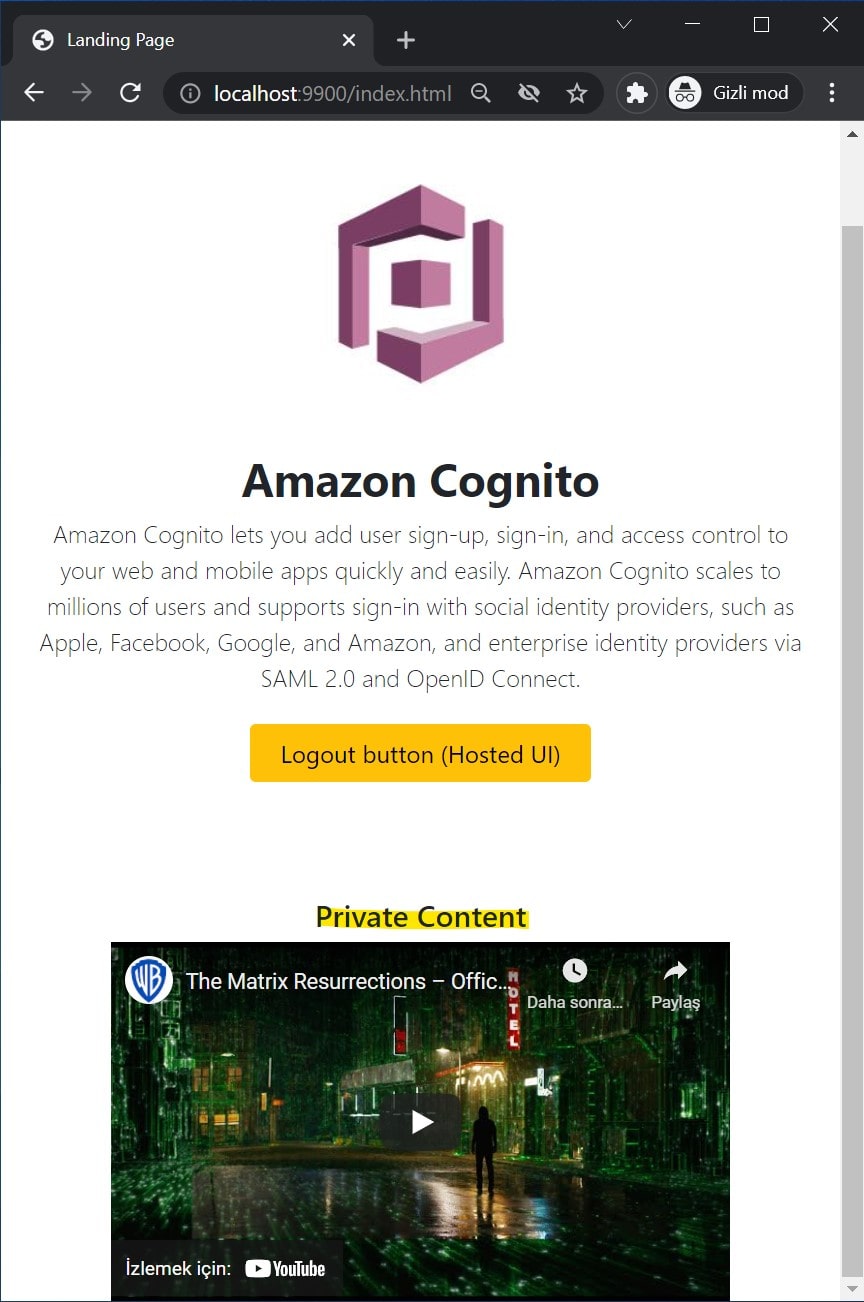 Landing Page
localhost:9900/index.html
Gizli mod
Amazon Cognito
Amazon Cognito lets you add user sign-up, sign-in, and access control to
your web and mobile apps quickly and easily. Amazon Cognito scales to
millions of users and supports sign-in with social identity providers, such as
Apple, Facebook, Google, and Amazon, and enterprise identity providers via
SAML 2.0 and OpenID Connect.
Logout button (Hosted UI)
Private Content
WB
The Matrix Resurrections – Offic...
Daha sonra...
Paylaş
MOTEL
İzlemek için:
YouTube